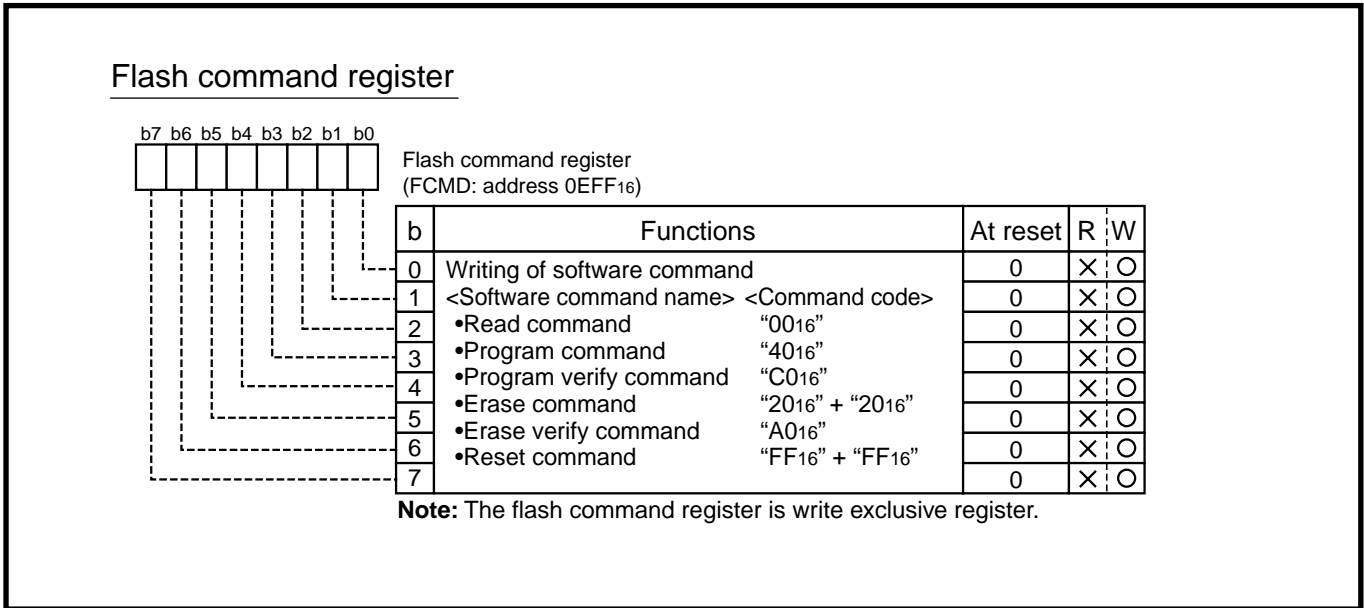 Flash command register
b7 b6 b5 b4 b3 b2 b1 b0
Flash command register
(FCMD: address 0EFF16)
b Functions At reset R W
0 Writing of software command 0 × ○
1 <Software command name> <Command code> 0 × ○
2 •Read command “0016” 0 × ○
3 •Program command “4016” 0 × ○
4 •Program verify command “C016” 0 × ○
5 •Erase command “2016” + “2016” 0 × ○
6 •Erase verify command “A016” 0 × ○
7 •Reset command “FF16” + “FF16” 0 × ○
Note: The flash command register is write exclusive register.